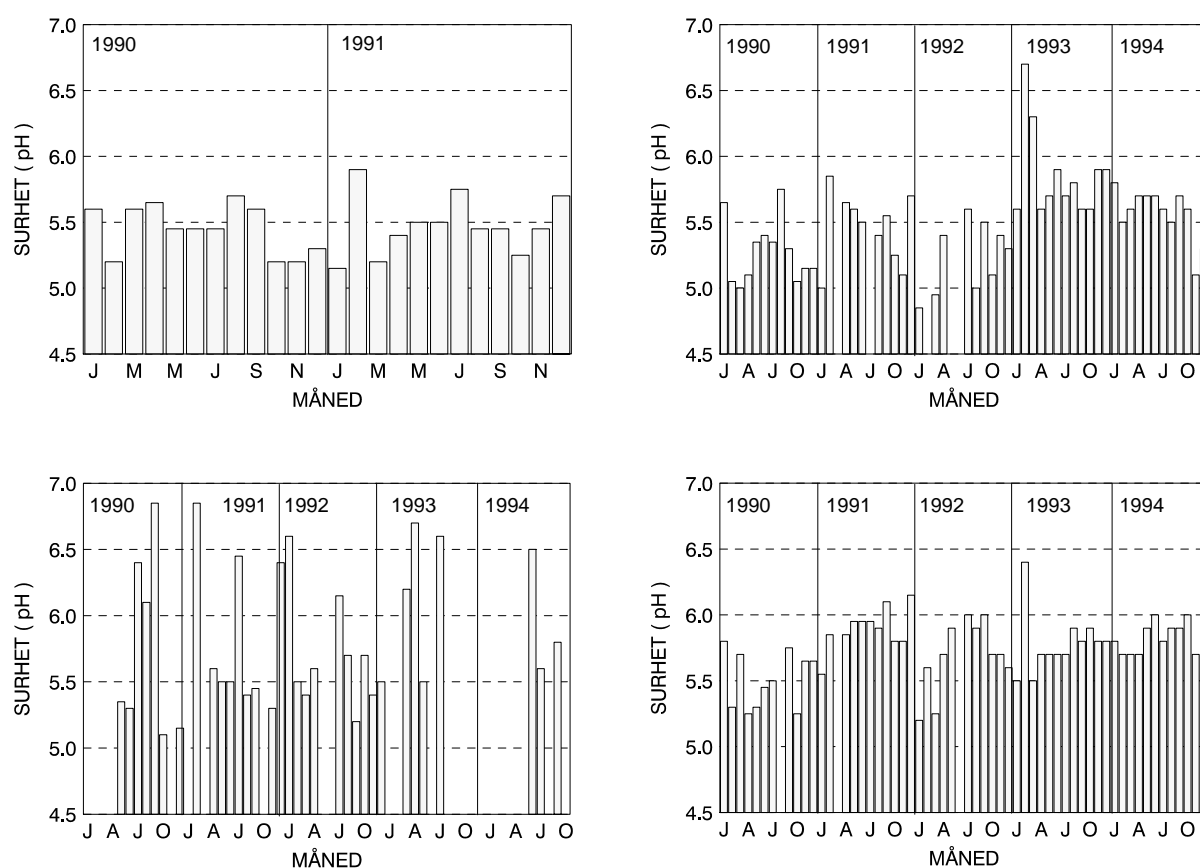 7.0
1990 1991
6.5
6.0
5.5
5.0
4.5
SURHET ( pH )
J M M J S N J M M J S N
MÅNED
7.0
1990 1991 1992 1993 1994
6.5
6.0
5.5
5.0
4.5
SURHET ( pH )
J A J O J A J O J A J O J A J O J A J O
MÅNED
7.0
1990 1991 1992 1993 1994
6.5
6.0
5.5
5.0
4.5
SURHET ( pH )
J A J O J A J O J A J O J A J O J A J O
MÅNED
7.0
1990 1991 1992 1993 1994
6.5
6.0
5.5
5.0
4.5
SURHET ( pH )
J A J O J A J O J A J O J A J O J A J O
MÅNED